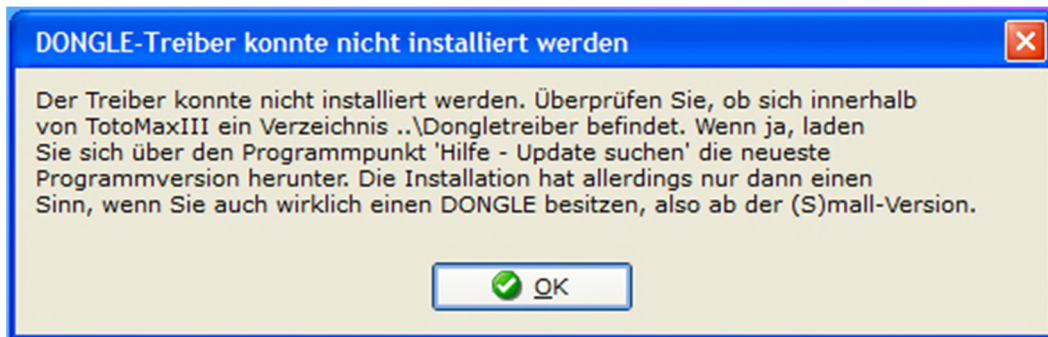 DONGLE-Treiber konnte nicht installiert werden
Der Treiber konnte nicht installiert werden. Überprüfen Sie, ob sich innerhalb
von TotoMaxIII ein Verzeichnis ..\Dongletreiber befindet. Wenn ja, laden
Sie sich über den Programmpunkt 'Hilfe - Update suchen' die neueste
Programmversion herunter. Die Installation hat allerdings nur dann einen
Sinn, wenn Sie auch wirklich einen DONGLE besitzen, also ab der (S)mall-Version.
OK